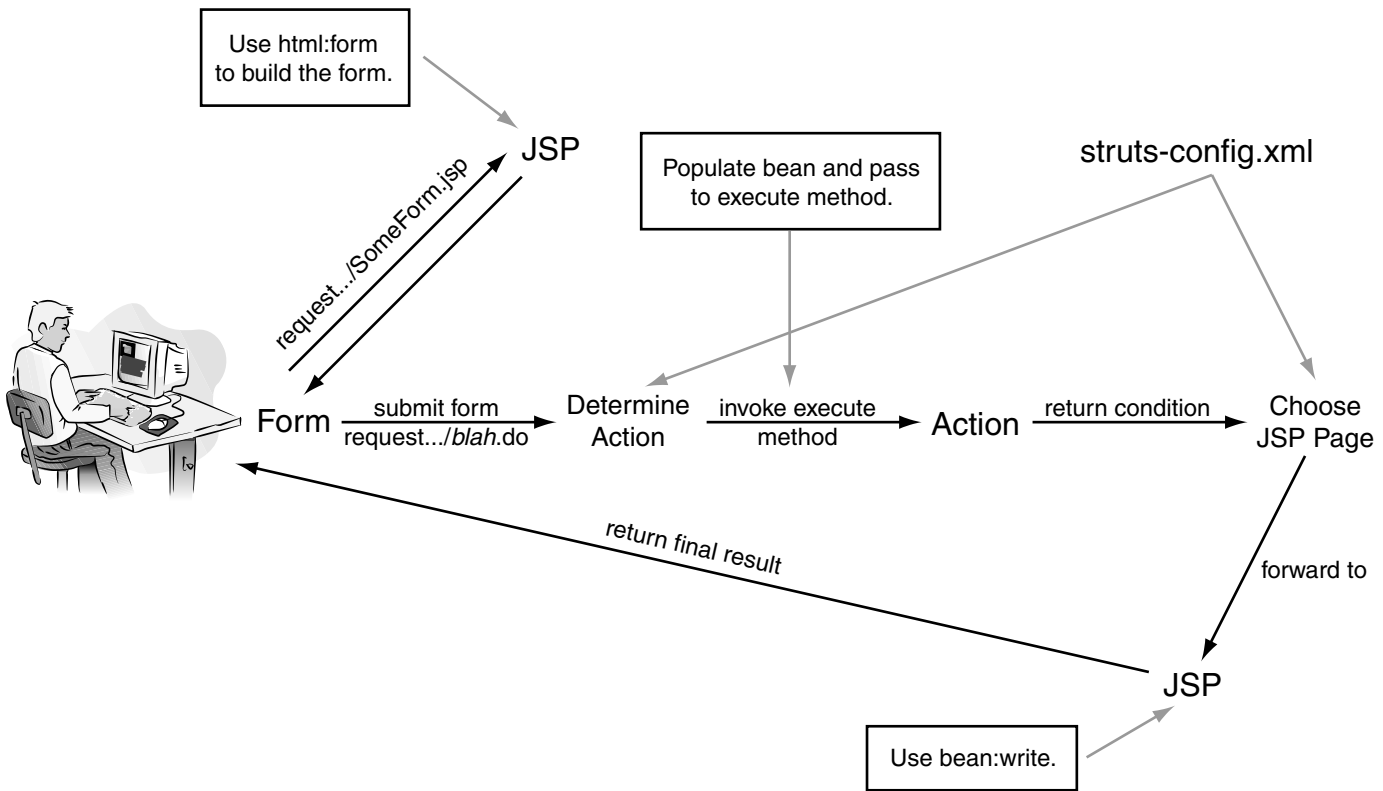 Use html:form
to build the form.
JSP
request.../SomeForm.jsp
Populate bean and pass
to execute method.
struts-config.xml
Form
submit form
request.../blah.do
Determine
Action
invoke execute
method
Action
return condition
Choose
JSP Page
return final result
forward to
JSP
Use bean:write.